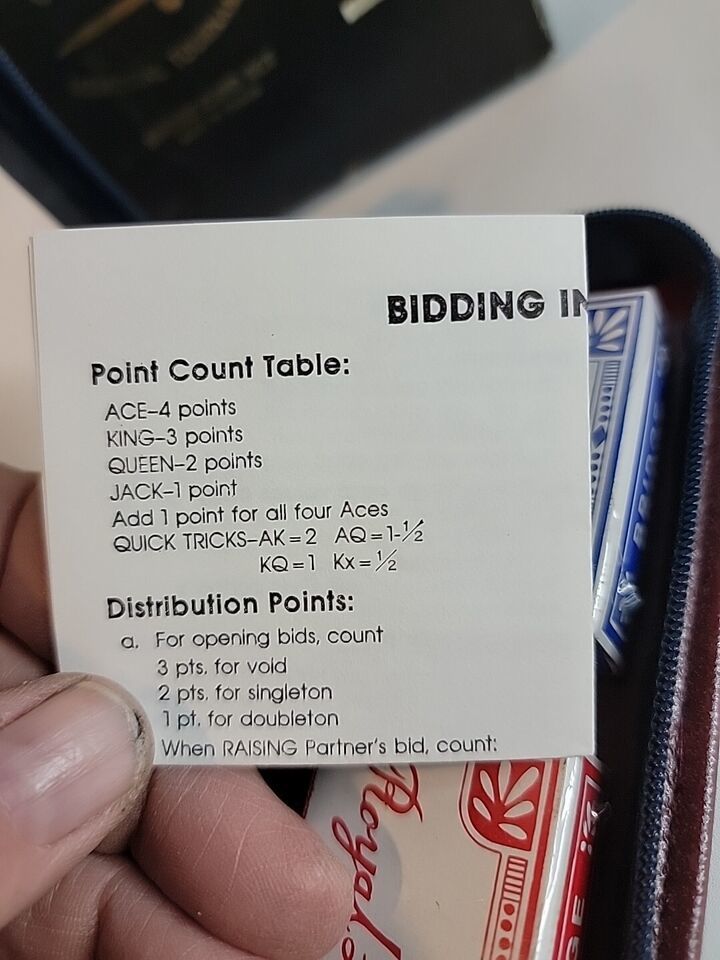 BIDDING IN
Point Count Table:
ACE–4 points
KING–3 points
QUEEN–2 points
JACK–1 point
Add 1 point for all four Aces
QUICK TRICKS–AK=2 AQ=1-½
KQ=1 Kx=½
Distribution Points:
a. For opening bids, count
3 pts. for void
2 pts. for singleton
1 pt. for doubleton
When RAISING Partner's bid, count:
Royal